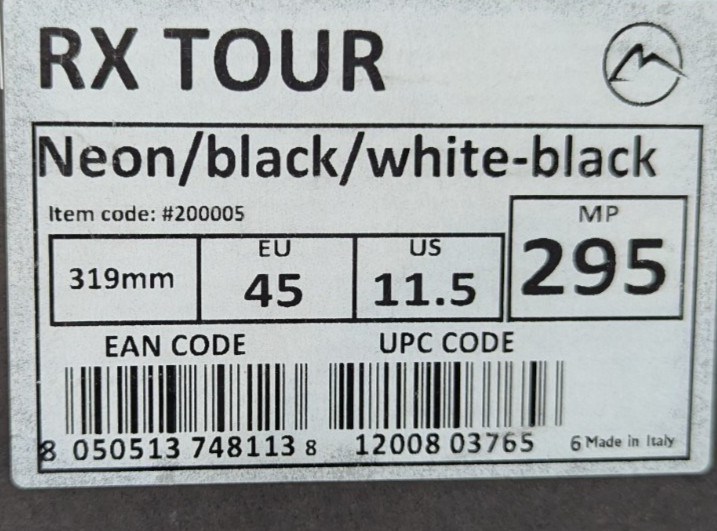 RX TOUR
Neon/black/white-black
Item code: #200005
MP
295
319mm
EU
45
US
11.5
EAN CODE
UPC CODE
8 050513 748113 8
12008 03765 6
Made in Italy